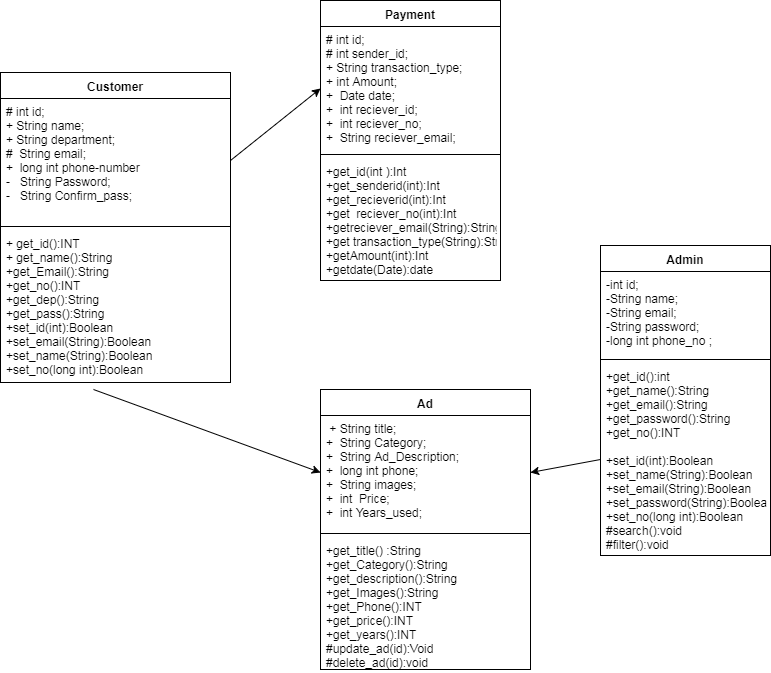 Payment
# int id;
# int sender_id;
+ String transaction_type;
+ int Amount;
+ Date date;
+ int reciever_id;
+ int reciever_no;
+ String reciever_email;
+get_id(int ):Int
+get_senderid(int):Int
+get_recieverid(int):Int
+get reciever_no(int):Int
+getreciever_email(String):String
+get transaction_type(String):Stri
+getAmount(int):Int
+getdate(Date):date
Customer
# int id;
+ String name;
+ String department;
# String email;
+ long int phone-number
- String Password;
- String Confirm_pass;
+ get_id():INT
+ get_name():String
+get_Email():String
+get_no():INT
+get_dep():String
+get_pass():String
+set_id(int):Boolean
+set_email(String):Boolean
+set_name(String):Boolean
+set_no(long int):Boolean
Admin
-int id;
-String name;
-String email;
-String password;
-long int phone_no ;
+get_id():int
+get_name():String
+get_email():String
+get_password():String
+get_no():INT
+set_id(int):Boolean
+set_name(String):Boolean
+set_email(String):Boolean
+set_password(String):Boolea
+set_no(long int):Boolean
#search():void
#filter():void
Ad
+ String title;
+ String Category;
+ String Ad_Description;
+ long int phone;
+ String images;
+ int Price;
+ int Years_used;
+get_title() :String
+get_Category():String
+get_description():String
+get_Images():String
+get_Phone():INT
+get_price():INT
+get_years():INT
#update_ad(id):Void
#delete_ad(id):void